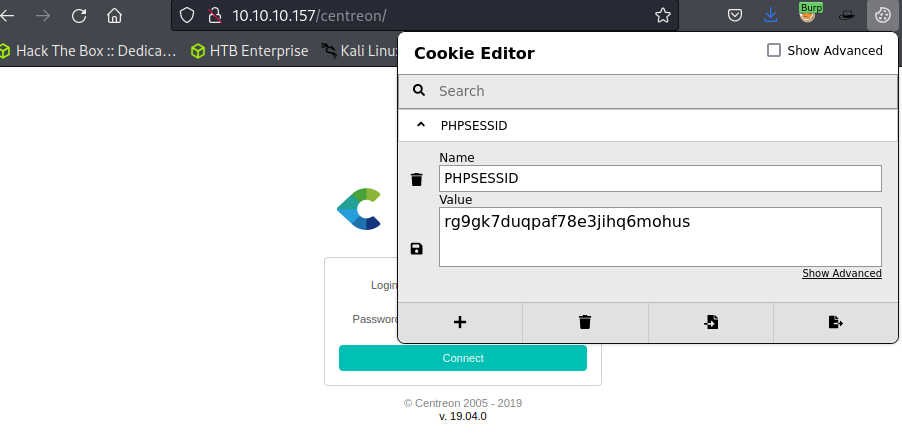 10.10.10.157/centreon/
Burp
Hack The Box :: Dedica…
HTB Enterprise
Kali Linu
Cookie Editor
Show Advanced
Search
PHPSESSID
Name
PHPSESSID
Value
rg9gk7duqpaf78e3jihq6mohus
Show Advanced
Login
Password
Connect
© Centreon 2005 - 2019
v. 19.04.0